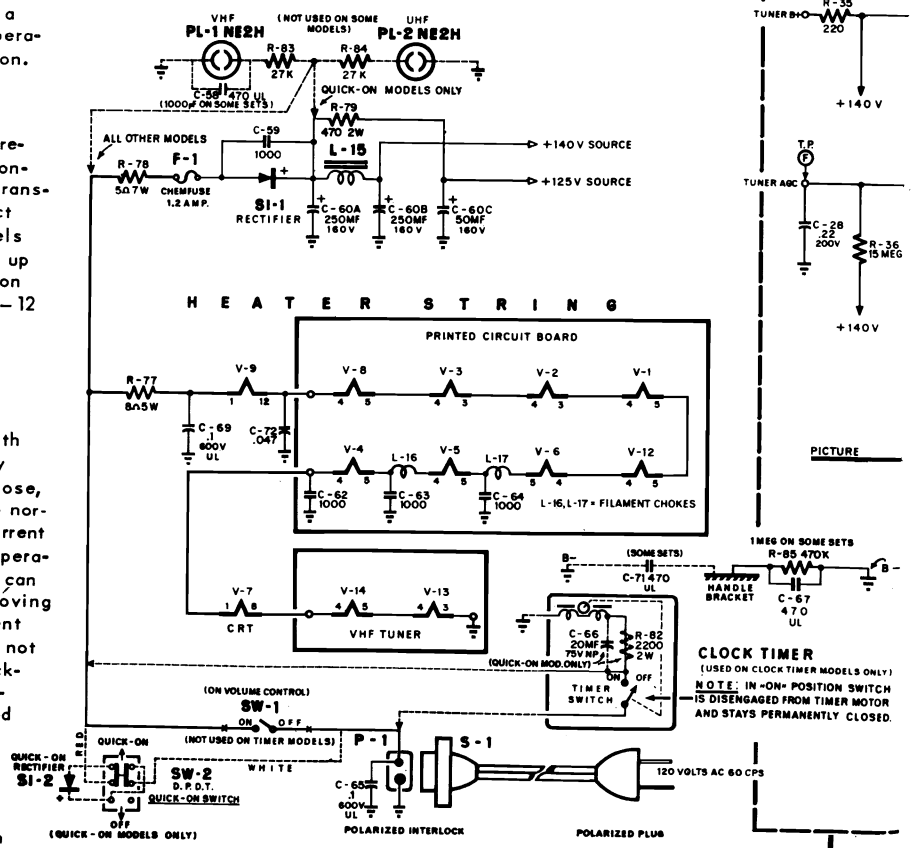 a
pera-
on.
re-
on-
rans-
ct
els
up
on
—12
th
y
ose,
nor-
rrent
pera-
can
oving
ent
not
ck-
-
ed
VHF
PL-1 NE2H
(NOT USED ON SOME
MODELS)
UHF
PL-2 NE2H
R-83
27K
R-84
27K
C-58 470 UL
(1000pF ON SOME SETS)
QUICK-ON MODELS ONLY
ALL OTHER MODELS
R-79
470 2W
C-59
1000
L-15
R-78
5Ω 7W
F-1
CHEMFUSE
1.2 AMP.
+
SI-1
RECTIFIER
+140V SOURCE
+125V SOURCE
+
C-60A
250MF
160V
+
C-60B
250MF
160V
+
C-60C
50MF
160V
HEATER STRING
PRINTED CIRCUIT BOARD
R-77
8Ω5W
V-9
1 12
V-8
4 5
V-3
4 3
V-2
4 3
V-1
4 5
C-69
.1
600V
UL
C-72
.047
V-4
4 5
L-16
V-5
5 5
L-17
V-6
5 4
V-12
4 5
C-62
1000
C-63
1000
C-64
1000
L-16, L-17 = FILAMENT CHOKES
V-7
1 8
CRT
V-14
4 5
V-13
4 3
VHF TUNER
TUNER B+
R-35
220
+140V
T.P.
F
TUNER AGC
C-28
.22
200V
R-36
15 MEG
+140V
PICTURE
B-
(SOME SETS)
C-71 470
UL
HANDLE
BRACKET
1 MEG ON SOME SETS
R-85 470K
C-67
470
UL
B-
C-66
20MF
75V NP
R-82
2200
2W
(QUICK-ON MOD. ONLY)
ON OFF
TIMER
SWITCH
CLOCK TIMER
(USED ON CLOCK TIMER MODELS ONLY)
NOTE: IN "ON" POSITION SWITCH
IS DISENGAGED FROM TIMER MOTOR
AND STAYS PERMANENTLY CLOSED.
(ON VOLUME CONTROL)
SW-1
ON OFF
(NOT USED ON TIMER MODELS)
RED
WHITE
QUICK-ON
QUICK-ON
RECTIFIER
SI-2
+
SW-2
D.P.D.T.
QUICK-ON SWITCH
OFF
(QUICK-ON MODELS ONLY)
P-1
S-1
C-65
.1
600V
UL
POLARIZED INTERLOCK
POLARIZED PLUG
120 VOLTS AC 60 CPS